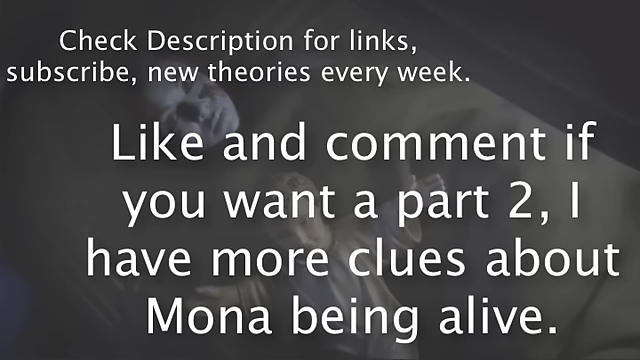 Check Description for links,
subscribe, new theories every week.
Like and comment if
you want a part 2, I
have more clues about
Mona being alive.